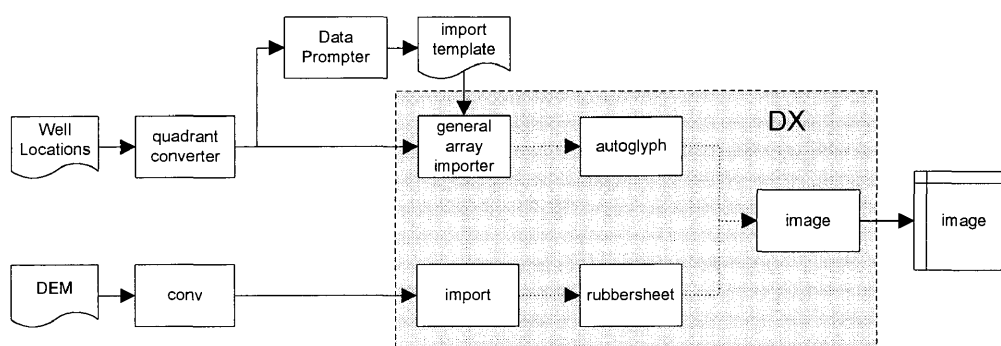 Data
Prompter
import
template
DX
Well
Locations
quadrant
converter
general
array
importer
autoglyph
image
image
DEM
conv
import
rubbersheet